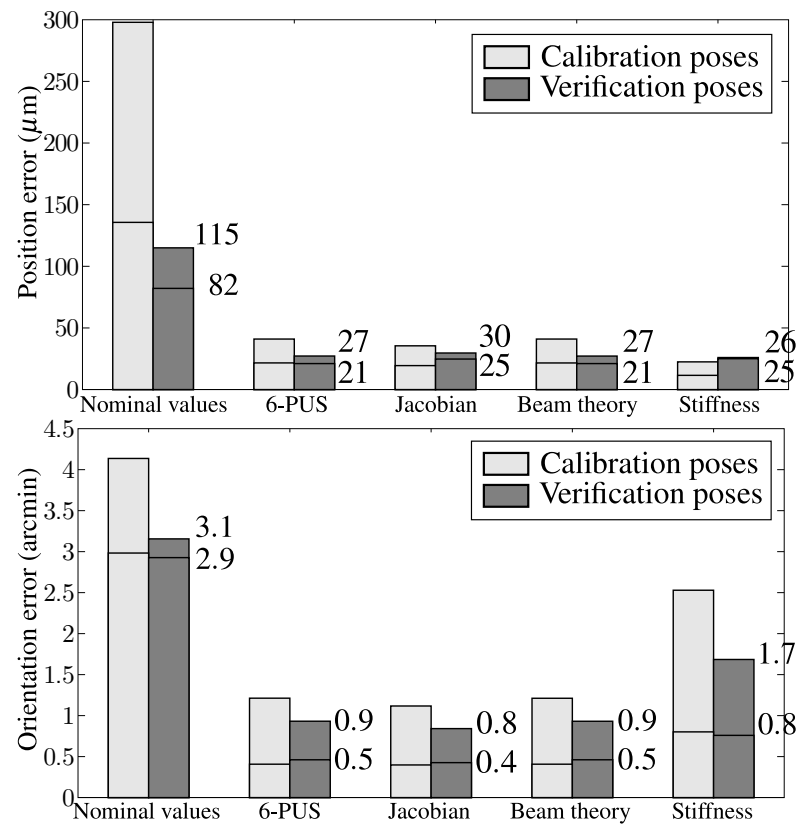 Position error (μm)
300
250
200
150
100
50
0
Calibration poses
Verification poses
115
82
27
21
30
25
27
21
26
25
Nominal values
6-PUS
Jacobian
Beam theory
Stiffness
Orientation error (arcmin)
4.5
4
3.5
3
2.5
2
1.5
1
0.5
0
Calibration poses
Verification poses
3.1
2.9
0.9
0.5
0.8
0.4
0.9
0.5
1.7
0.8
Nominal values
6-PUS
Jacobian
Beam theory
Stiffness